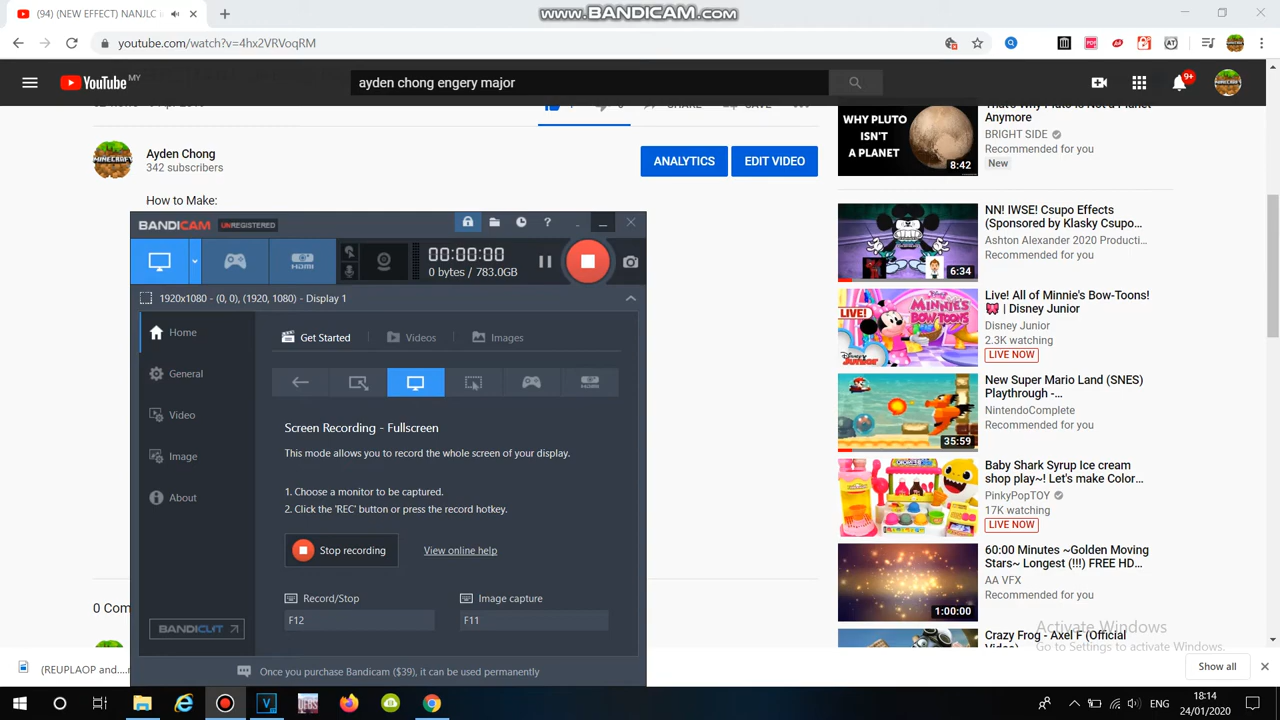 (94) (NEW EFFECT) NANJLC i
www.BANDICAM.com
youtube.com/watch?v=4hx2VRVoqRM
YouTube MY
ayden chong engery major
9+
SHARE
Ayden Chong
342 subscribers
ANALYTICS
EDIT VIDEO
How to Make:
BANDICAM
UNREGISTERED
00:00:00
0 bytes / 783.0GB
HDMI
1920x1080 - (0, 0), (1920, 1080) - Display 1
Home
General
Video
Image
About
Get Started
Videos
Images
Screen Recording - Fullscreen
This mode allows you to record the whole screen of your display.
1. Choose a monitor to be captured.
2. Click the 'REC' button or press the record hotkey.
Stop recording
View online help
Record/Stop
F12
Image capture
F11
BANDICUT
Once you purchase Bandicam ($39), it can be used permanently
0 Com
WHY PLUTO
ISN'T
A PLANET
8:42
That's Why Pluto Is Not a Planet
Anymore
BRIGHT SIDE
Recommended for you
New
6:34
NN! IWSE! Csupo Effects
(Sponsored by Klasky Csupo...
Ashton Alexander 2020 Producti...
Recommended for you
LIVE!
MINNIE'S
BOW-TOONS
Live! All of Minnie's Bow-Toons!
| Disney Junior
Disney Junior
2.3K watching
LIVE NOW
35:59
New Super Mario Land (SNES)
Playthrough -...
NintendoComplete
Recommended for you
Baby Shark Syrup Ice cream
shop play~! Let's make Color...
PinkyPopTOY
17K watching
LIVE NOW
1:00:00
60:00 Minutes ~Golden Moving
Stars~ Longest (!!!) FREE HD...
AA VFX
Recommended for you
Crazy Frog - Axel F (Official
Activate Windows
Go to Settings to activate Windows.
(REUPLAOP and....
Show all
ENG
18:14
24/01/2020